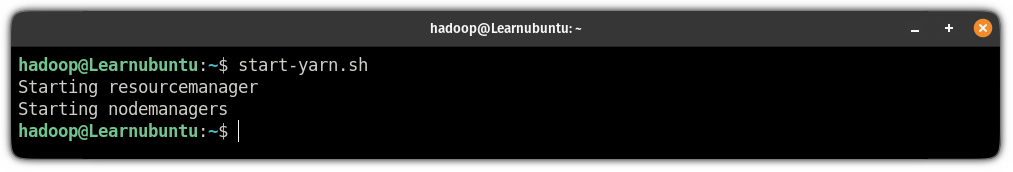 hadoop@Learnubuntu: ~
hadoop@Learnubuntu:~$ start-yarn.sh
Starting resourcemanager
Starting nodemanagers
hadoop@Learnubuntu:~$